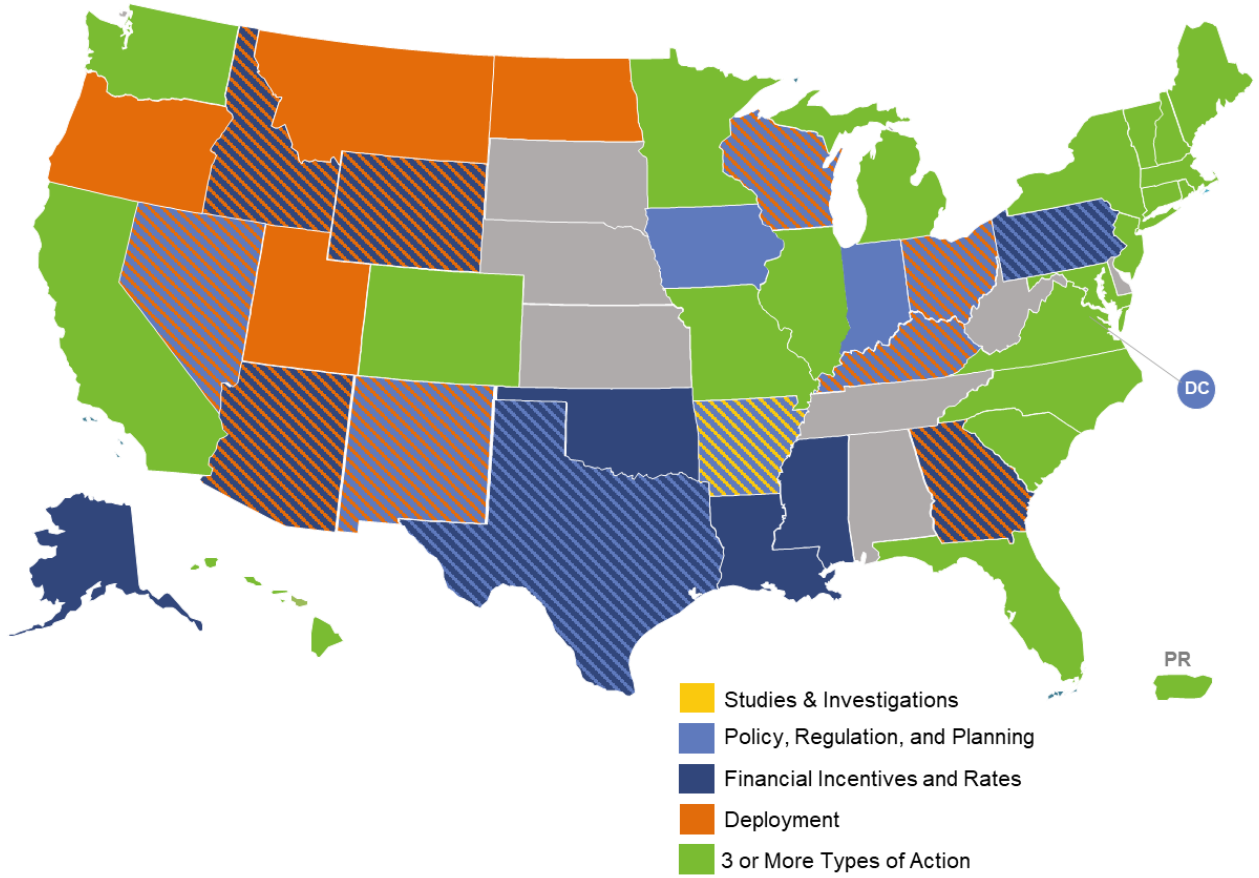 DC
PR
Studies & Investigations
Policy, Regulation, and Planning
Financial Incentives and Rates
Deployment
3 or More Types of Action